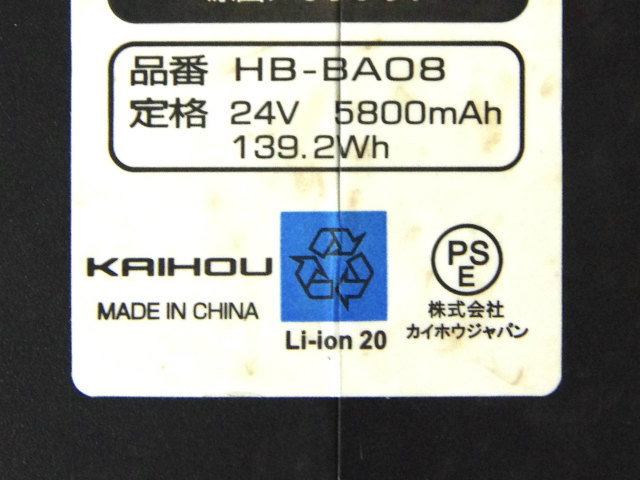 品番 HB-BA08
定格 24V 5800mAh
139.2Wh
KAIHOU
MADE IN CHINA
Li-ion 20
PS
E
株式会社
カイホウジャパン